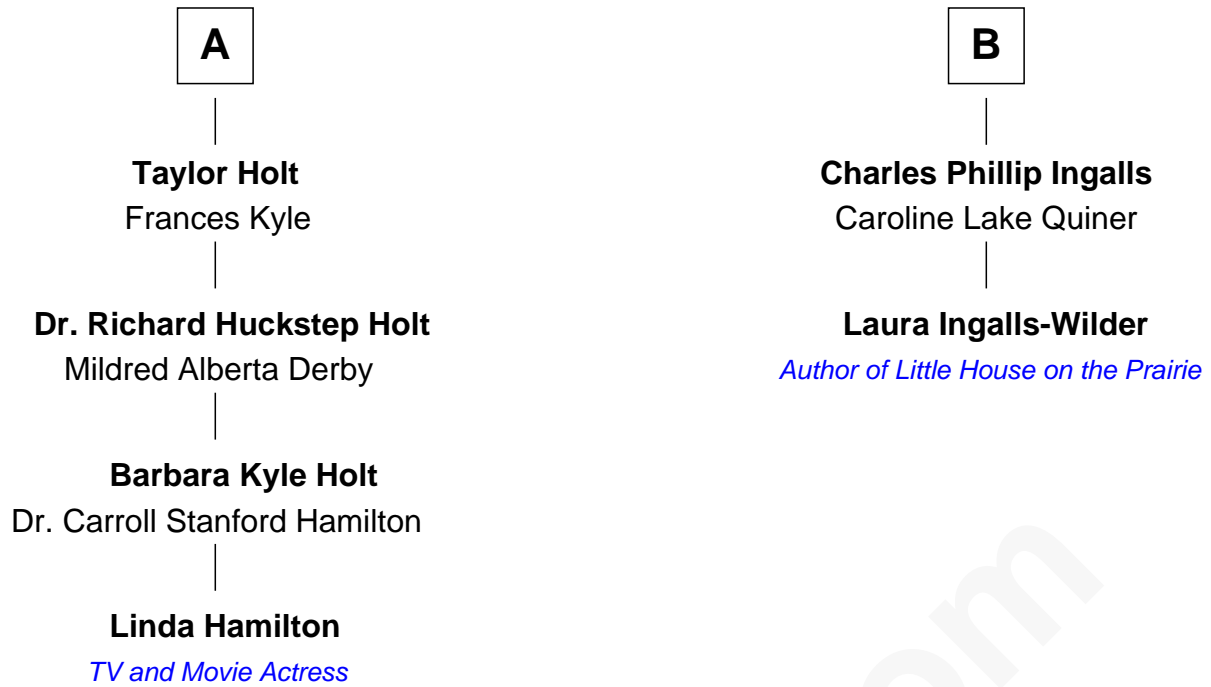 A
Taylor Holt
Frances Kyle
Dr. Richard Huckstep Holt
Mildred Alberta Derby
Barbara Kyle Holt
Dr. Carroll Stanford Hamilton
Linda Hamilton
TV and Movie Actress
B
Charles Phillip Ingalls
Caroline Lake Quiner
Laura Ingalls-Wilder
Author of Little House on the Prairie
om